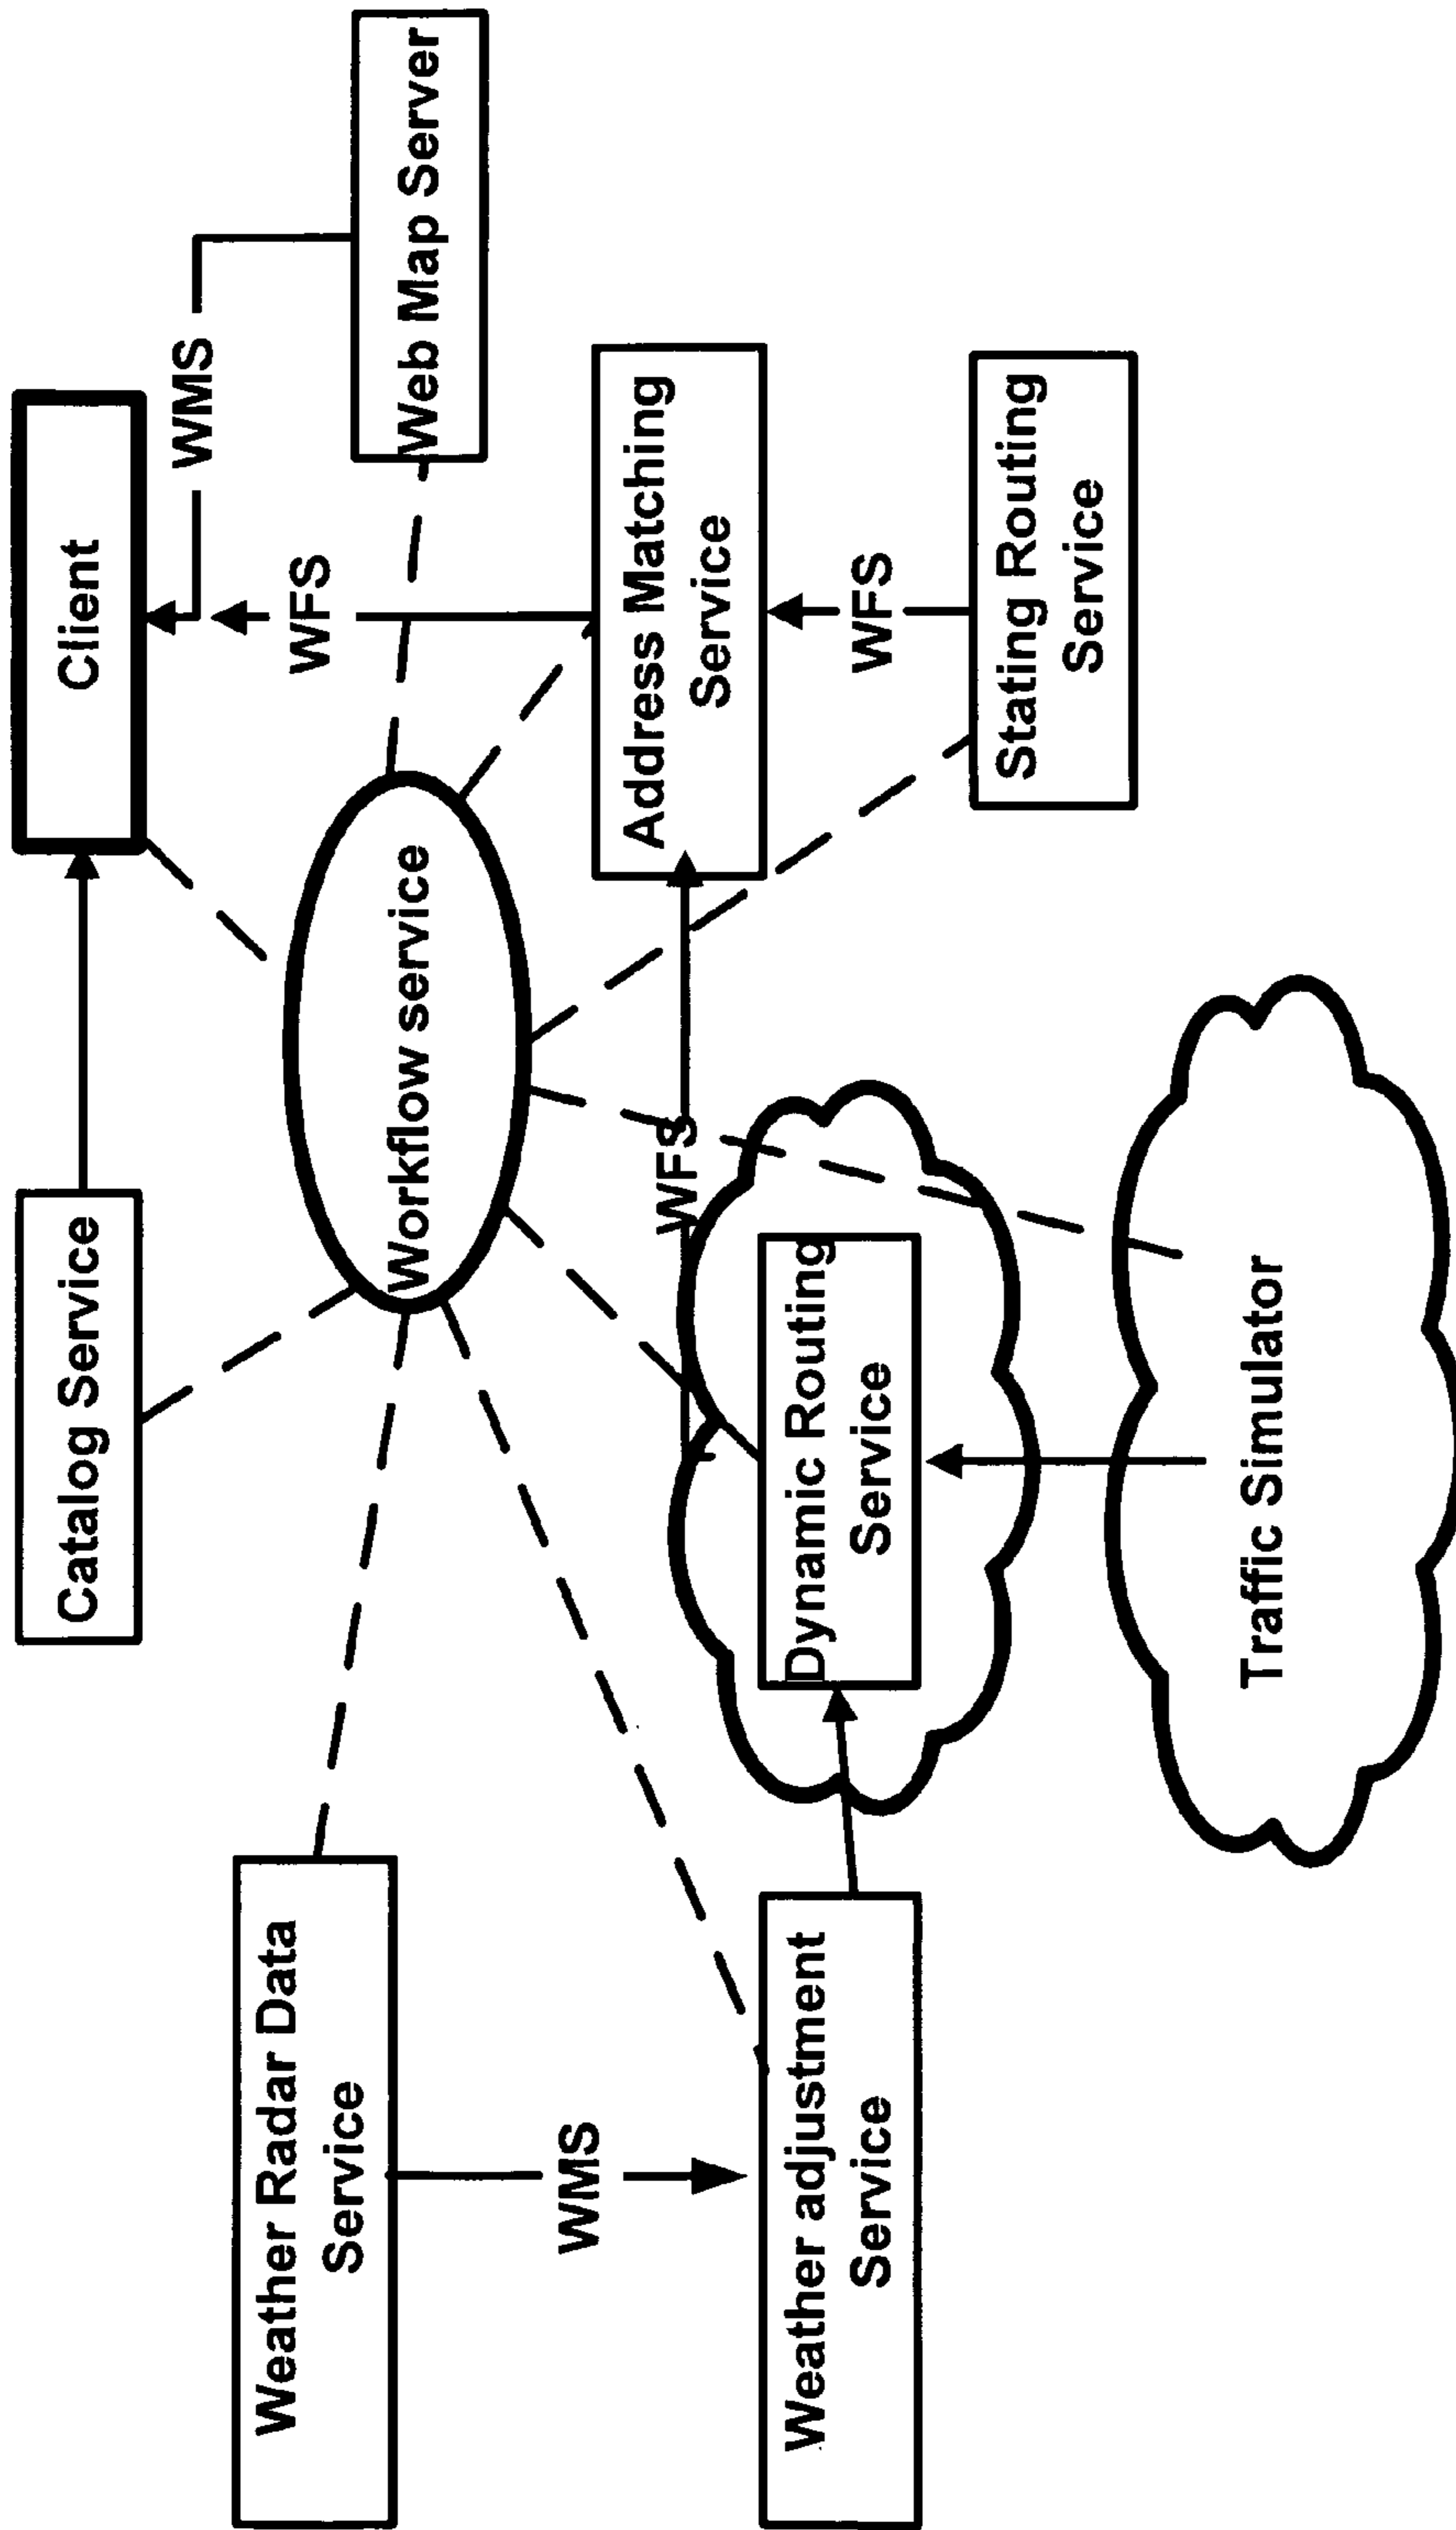 Catalog Service
Client
WMS
Web Map Server
Weather Radar Data
Service
Workflow service
WFS
WMS
WFS
Address Matching
Service
Weather adjustment
Service
Dynamic Routing
Service
WFS
Stating Routing
Service
Traffic Simulator